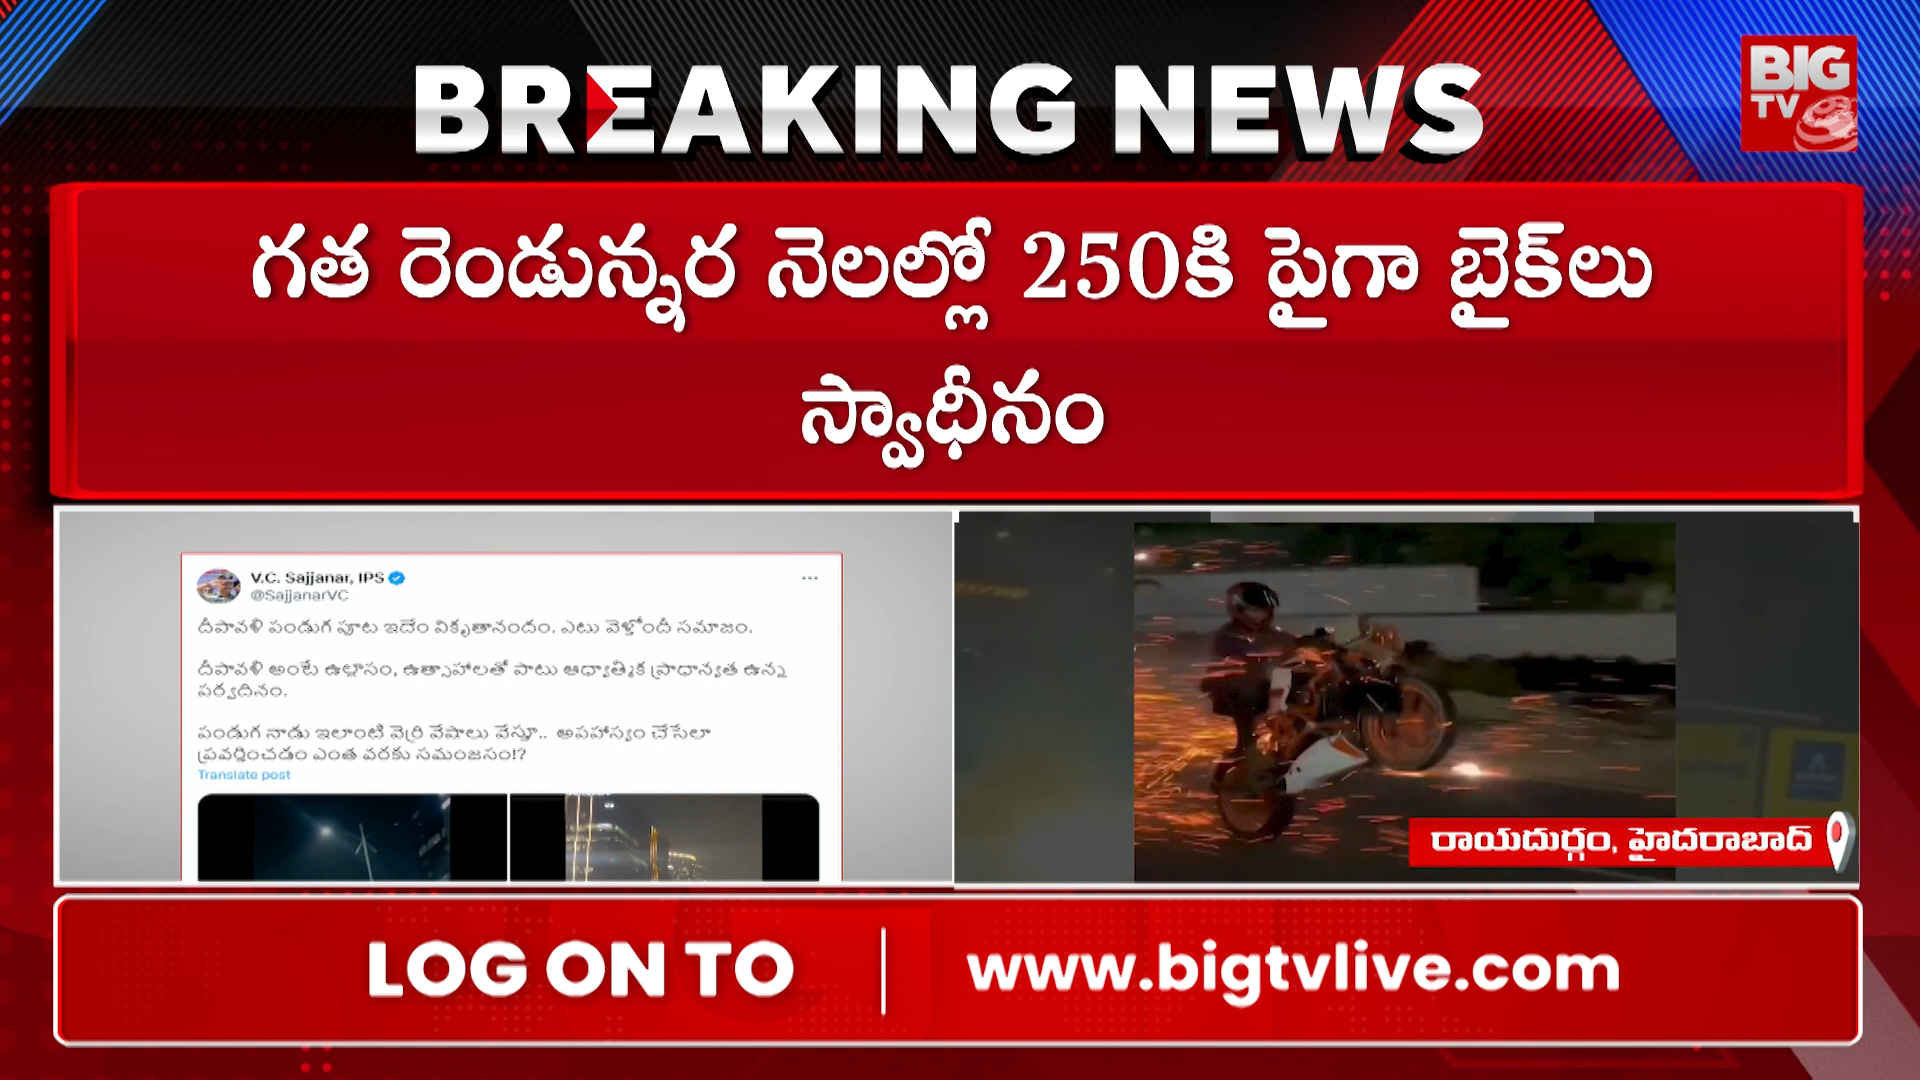 BREAKING NEWS
BIG
TV
గత రెండున్నర నెలల్లో 250కి పైగా బైక్‌లు
స్వాధీనం
V.C. Sajjanar, IPS
@SajjanarVC
దీపావళి పండుగ పూట ఇదేం వికృతానందం. ఎటు వెళ్తోందీ సమాజం.
దీపావళి అంటే ఉల్లాసం, ఉత్సాహాలతో పాటు ఆధ్యాత్మిక ప్రాధాన్యత ఉన్న
పర్వదినం.
పండుగ నాడు ఇలాంటి వెర్రి వేషాలు వేస్తూ.. అపహాస్యం చేసేలా
ప్రవర్తించడం ఎంత వరకు సమంజసం!?
Translate post
రాయదుర్గం, హైదరాబాద్
LOG ON TO
www.bigtvlive.com